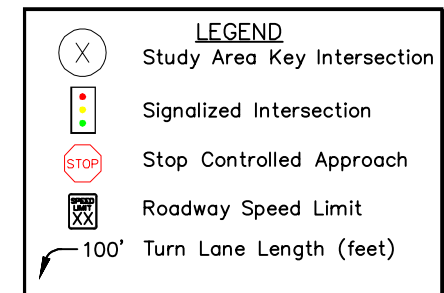 LEGEND
X Study Area Key Intersection
Signalized Intersection
STOP Stop Controlled Approach
SPEED
LIMIT
XX Roadway Speed Limit
100' Turn Lane Length (feet)